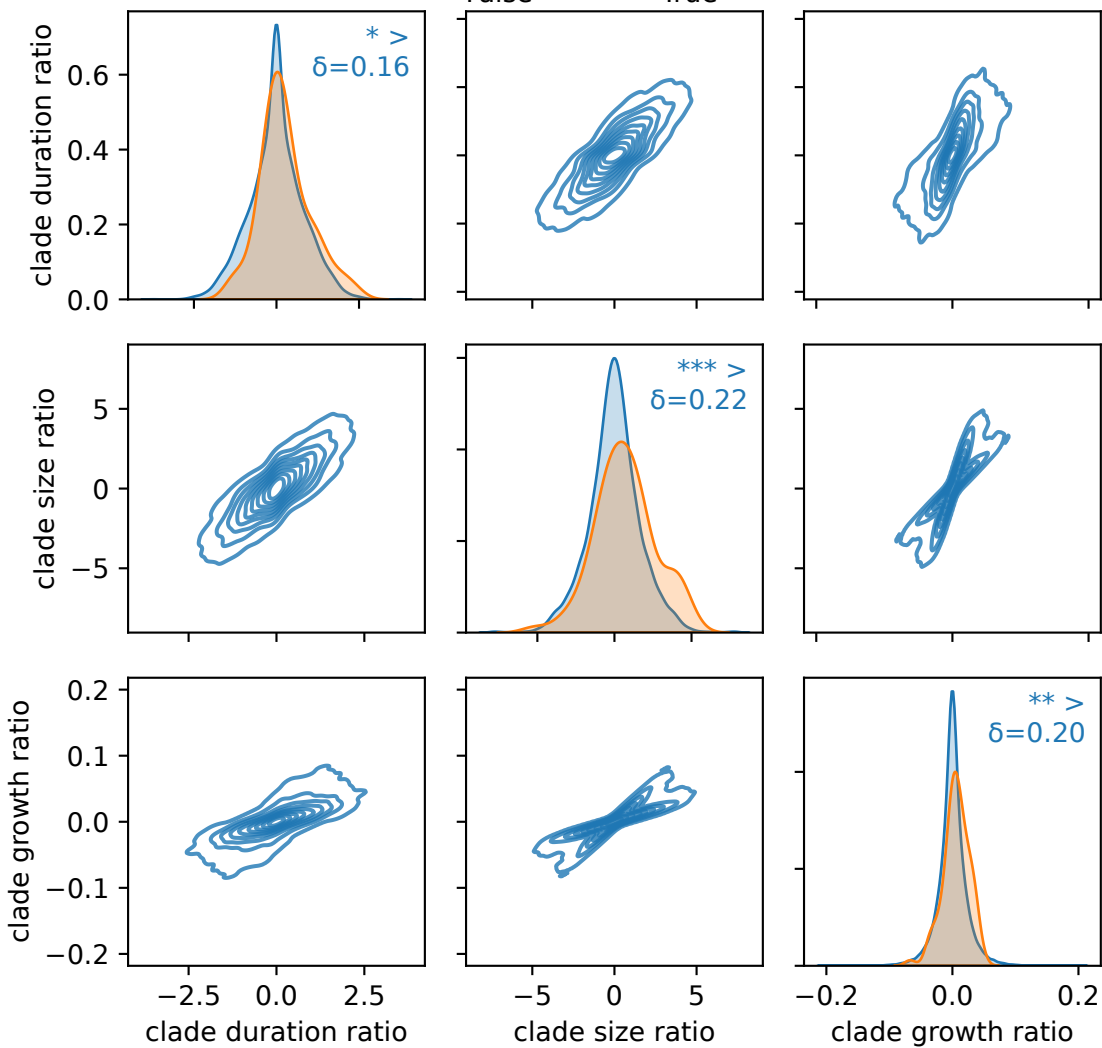 False True
clade duration ratio
0.6
0.4
0.2
0.0
* >
δ=0.16
clade size ratio
5
0
−5
*** >
δ=0.22
clade growth ratio
0.2
0.1
0.0
−0.1
−0.2
** >
δ=0.20
−2.5 0.0 2.5
−5 0 5
−0.2 0.0 0.2
clade duration ratio
clade size ratio
clade growth ratio